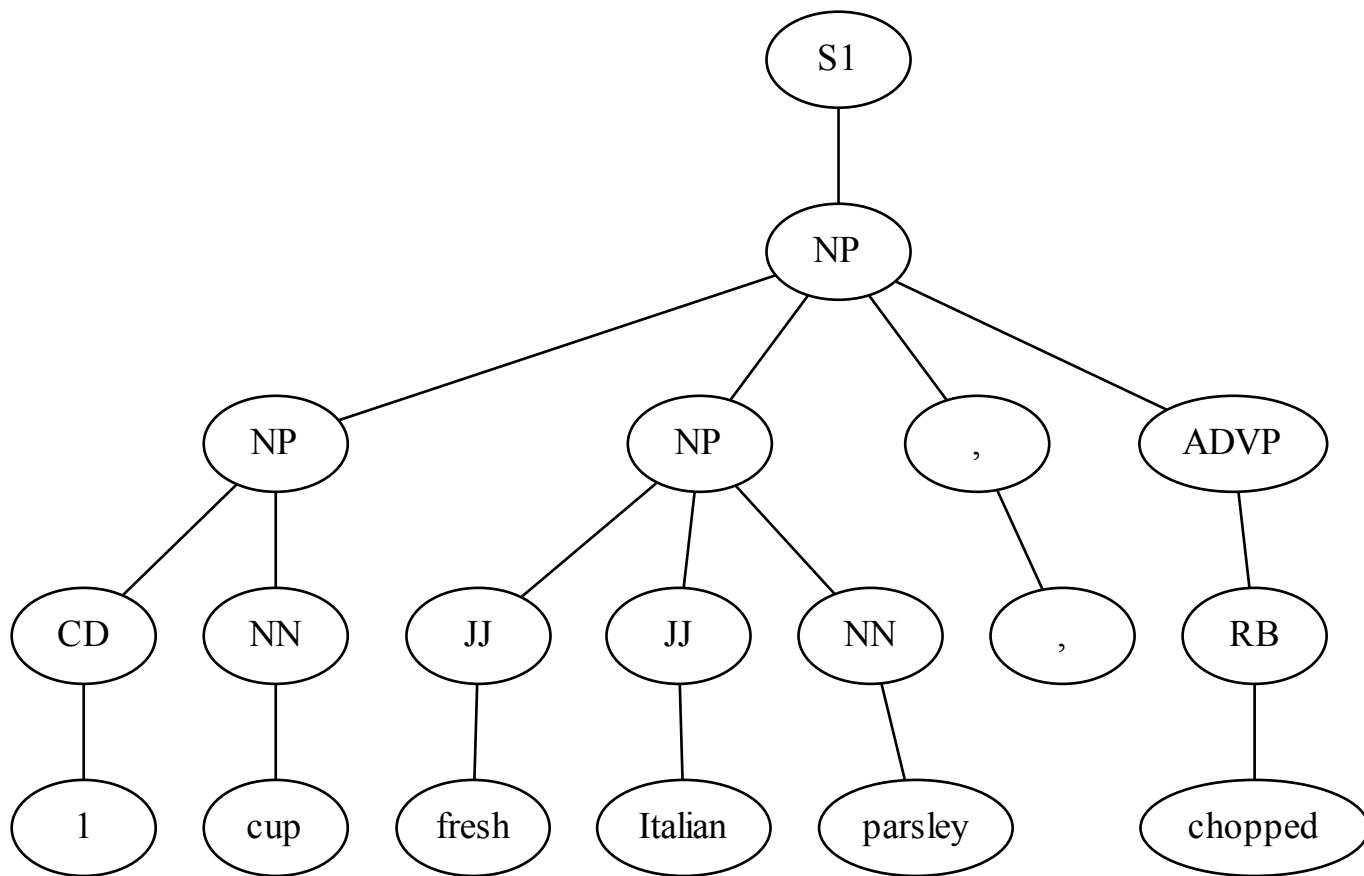 S1
NP
NP NP , ADVP
CD NN JJ JJ NN , RB
1 cup fresh Italian parsley chopped